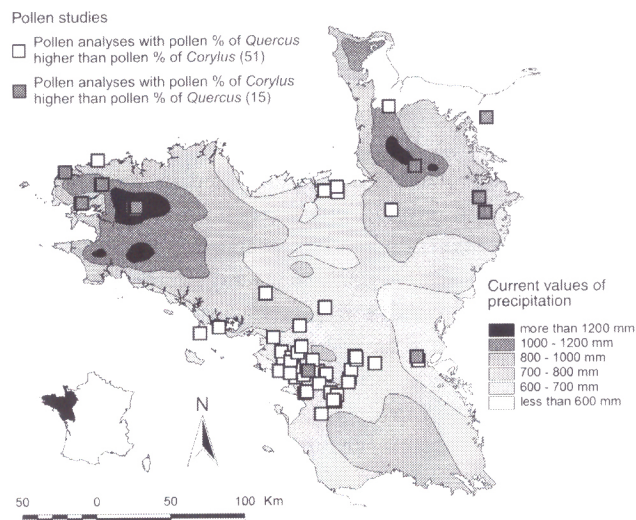 Pollen studies
Pollen analyses with pollen % of Quercus
higher than pollen % of Corylus (51)
Pollen analyses with pollen % of Corylus
higher than pollen % of Quercus (15)
Current values of
precipitation
more than 1200 mm
1000 - 1200 mm
800 - 1000 mm
700 - 800 mm
600 - 700 mm
less than 600 mm
N
50 0 50 100 Km